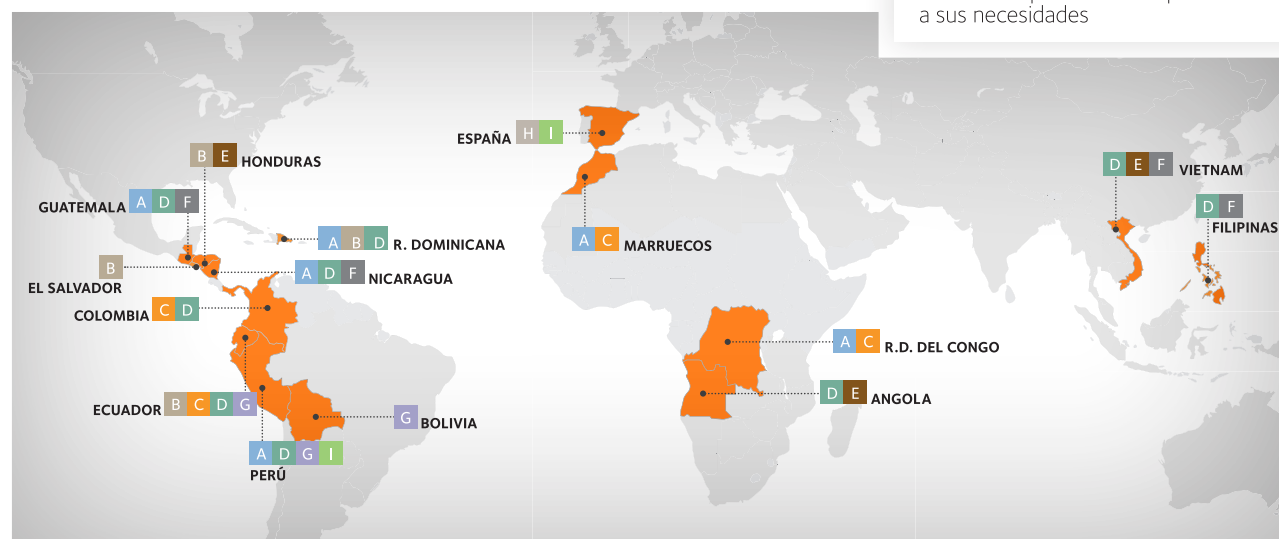 a sus necesidades
ESPAÑA H I
B E HONDURAS
D E F VIETNAM
GUATEMALA A D F
D F
FILIPINAS
A B D R. DOMINICANA
A C MARRUECOS
B
EL SALVADOR
A D F NICARAGUA
COLOMBIA C D
A C R.D. DEL CONGO
D E ANGOLA
ECUADOR B C D G
G BOLIVIA
A D G I
PERÚ